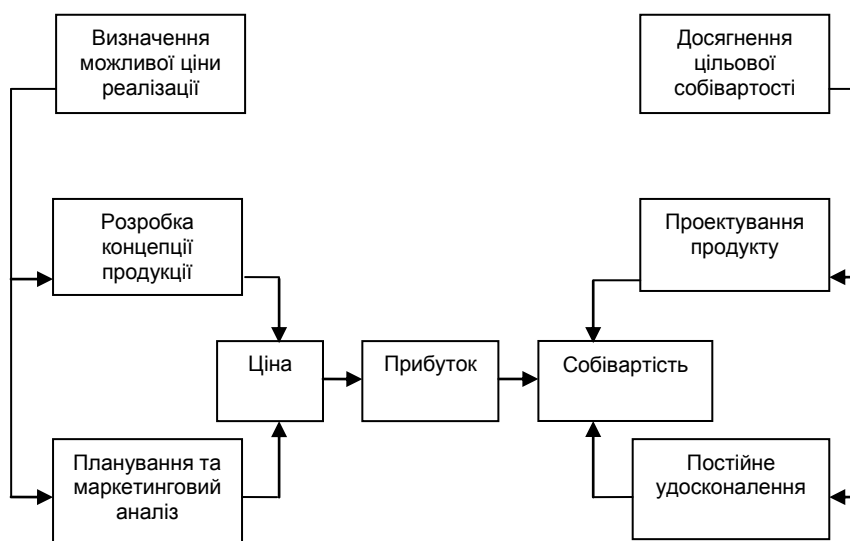 Визначення
можливої ціни
реалізації
Досягнення
цільової
собівартості
Розробка
концепції
продукції
Проектування
продукту
Ціна
Прибуток
Собівартість
Планування та
маркетинговий
аналіз
Постійне
удосконалення